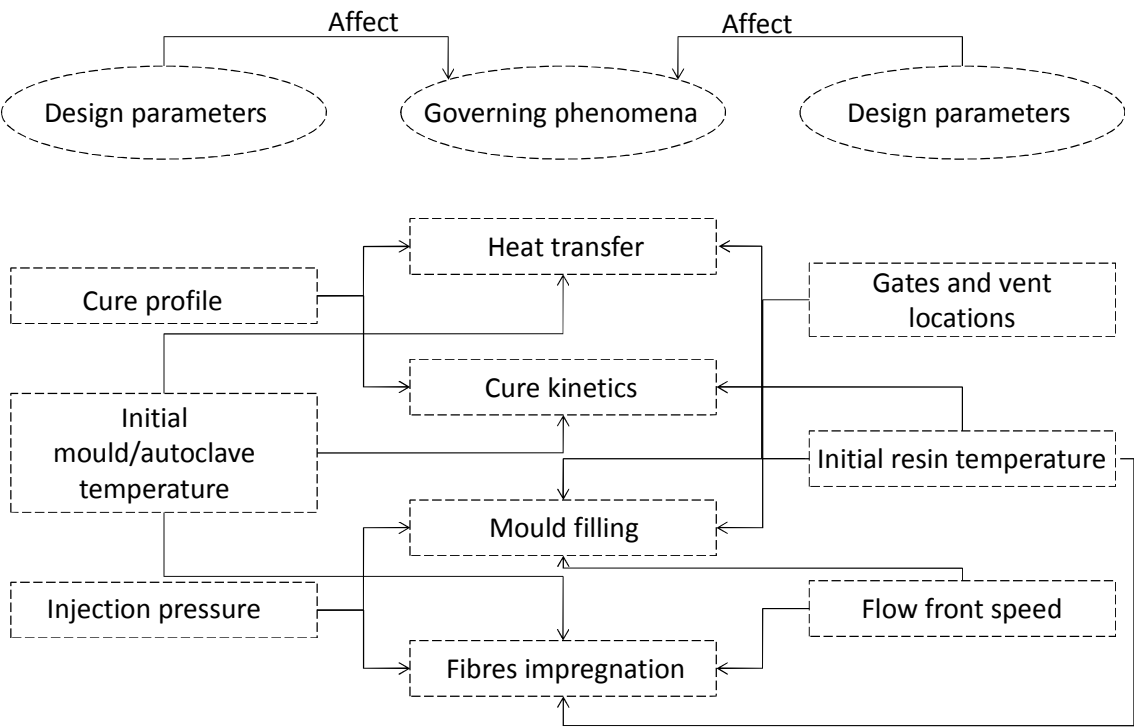 Affect
Affect
Design parameters
Governing phenomena
Design parameters
Heat transfer
Cure profile
Gates and vent
locations
Cure kinetics
Initial
mould/autoclave
temperature
Initial resin temperature
Mould filling
Injection pressure
Flow front speed
Fibres impregnation